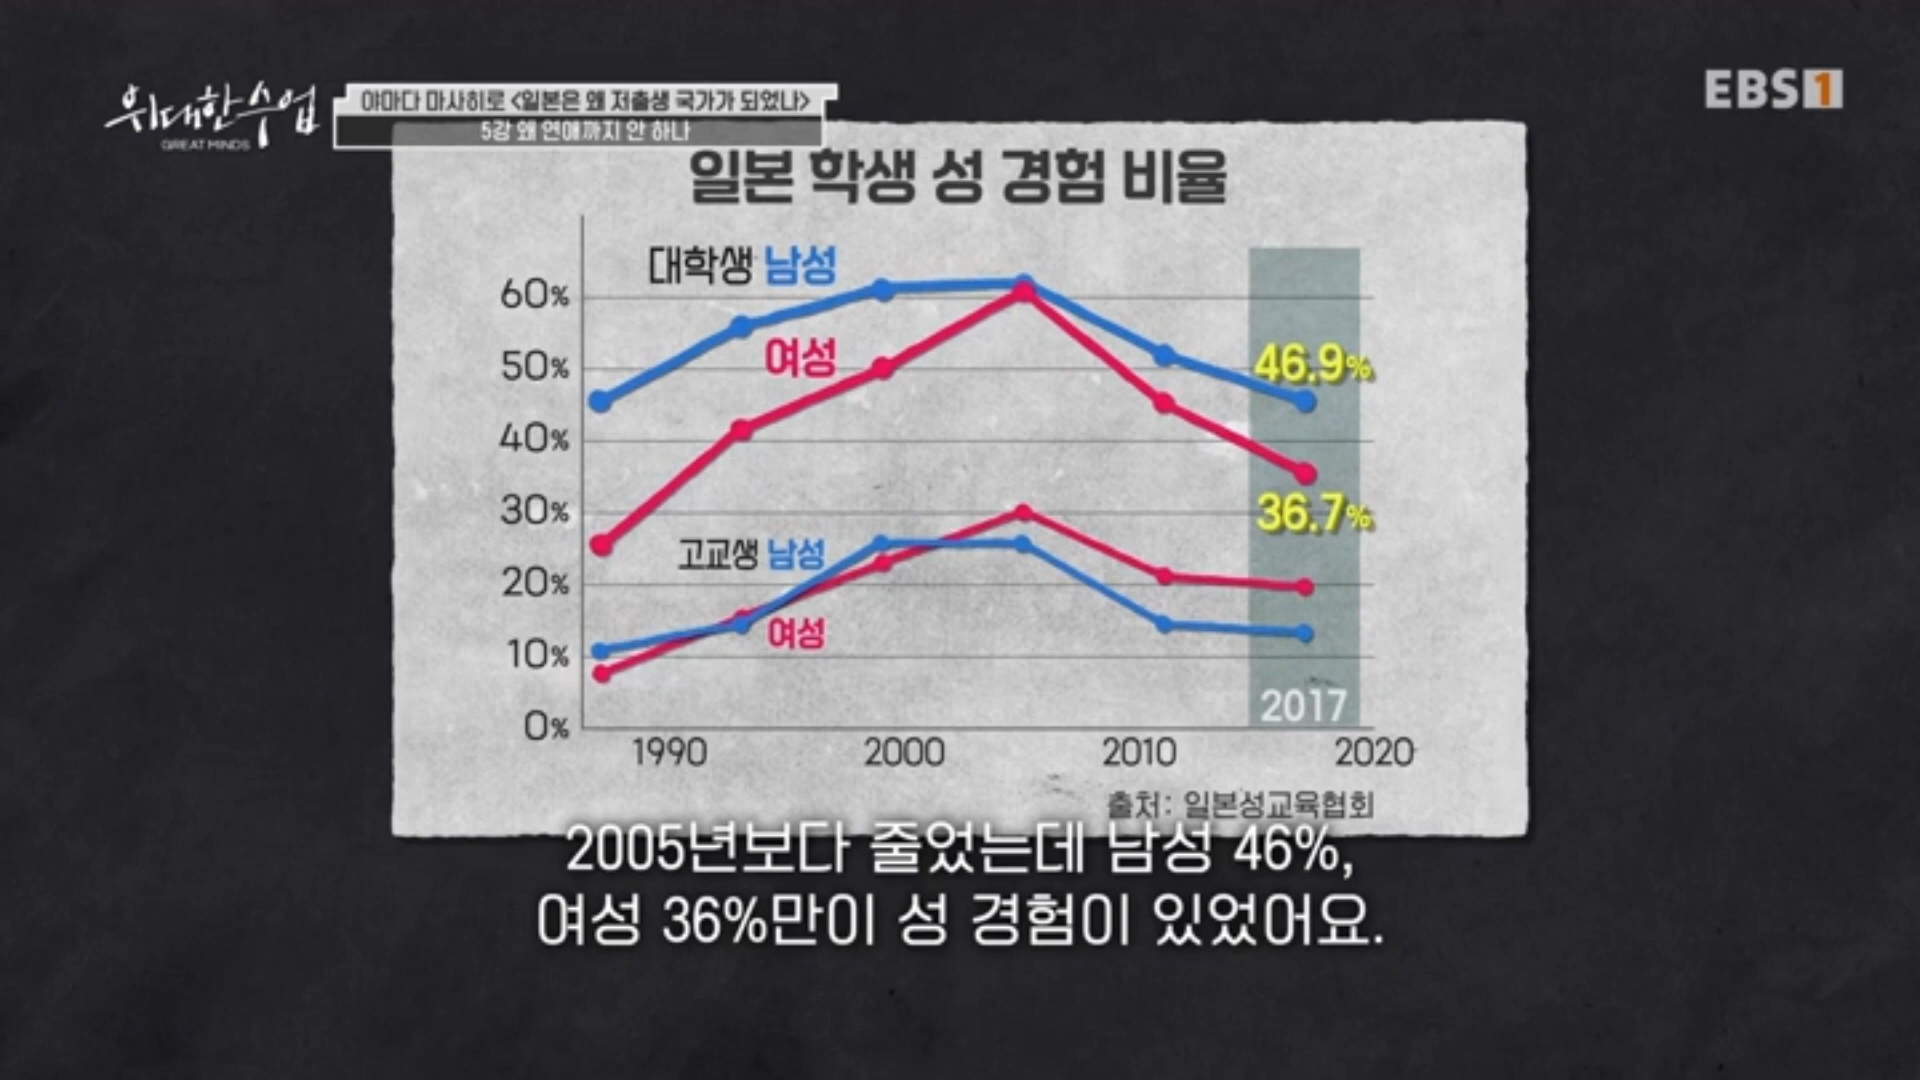 위대한 수업
GREAT MINDS
야마다 마사히로 <일본은 왜 저출생 국가가 되었나>
5강 왜 연애까지 안 하나
EBS1
일본 학생 성 경험 비율
대학생 남성
여성
고교생 남성
여성
60%
50%
40%
30%
20%
10%
0%
46.9%
36.7%
2017
1990 2000 2010 2020
출처: 일본성교육협회
2005년보다 줄었는데 남성 46%,
여성 36%만이 성 경험이 있었어요.